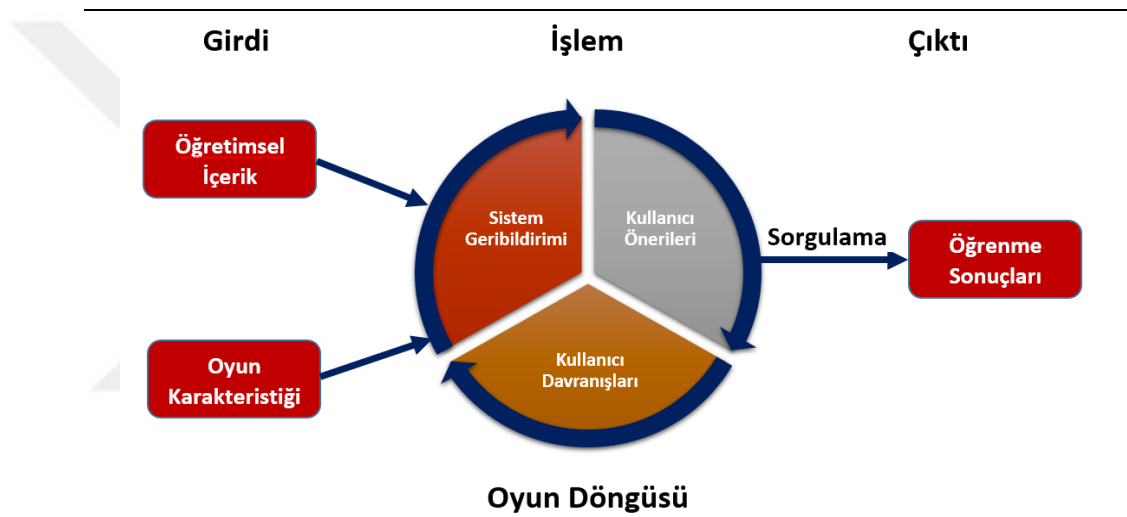 Girdi
İşlem
Çıktı
Öğretimsel
İçerik
Sistem
Geribildirimi
Kullanıcı
Önerileri
Sorgulama
Öğrenme
Sonuçları
Oyun
Karakteristiği
Kullanıcı
Davranışları
Oyun Döngüsü